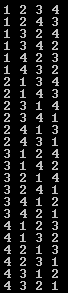 1 2 3 4
1 2 4 3
1 3 2 4
1 3 4 2
1 4 2 3
1 4 3 2
2 1 3 4
2 1 4 3
2 3 1 4
2 3 4 1
2 4 1 3
2 4 3 1
3 1 2 4
3 1 4 2
3 2 1 4
3 2 4 1
3 4 1 2
3 4 2 1
4 1 2 3
4 1 3 2
4 2 1 3
4 2 3 1
4 3 1 2
4 3 2 1